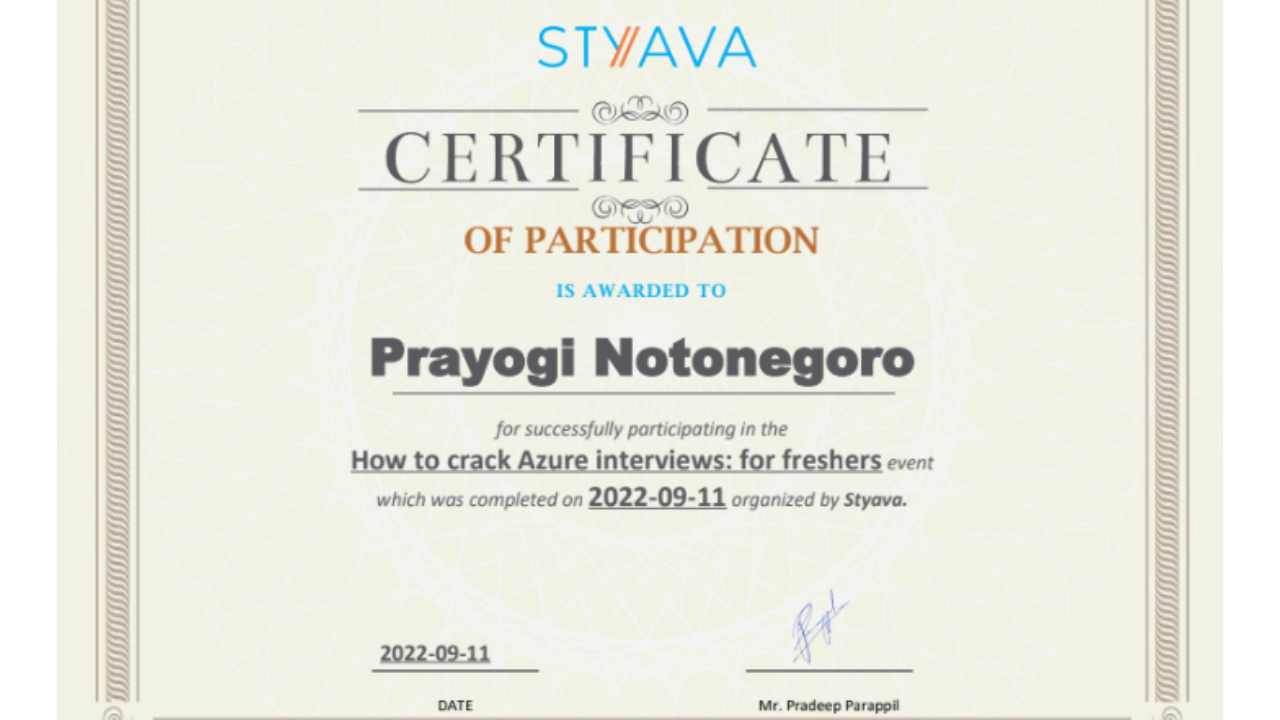 STYAVA
CERTIFICATE
OF PARTICIPATION
IS AWARDED TO
Prayogi Notonegoro
for successfully participating in the
How to crack Azure interviews: for freshers event
which was completed on 2022-09-11 organized by Styava.
2022-09-11
DATE
Mr. Pradeep Parappil